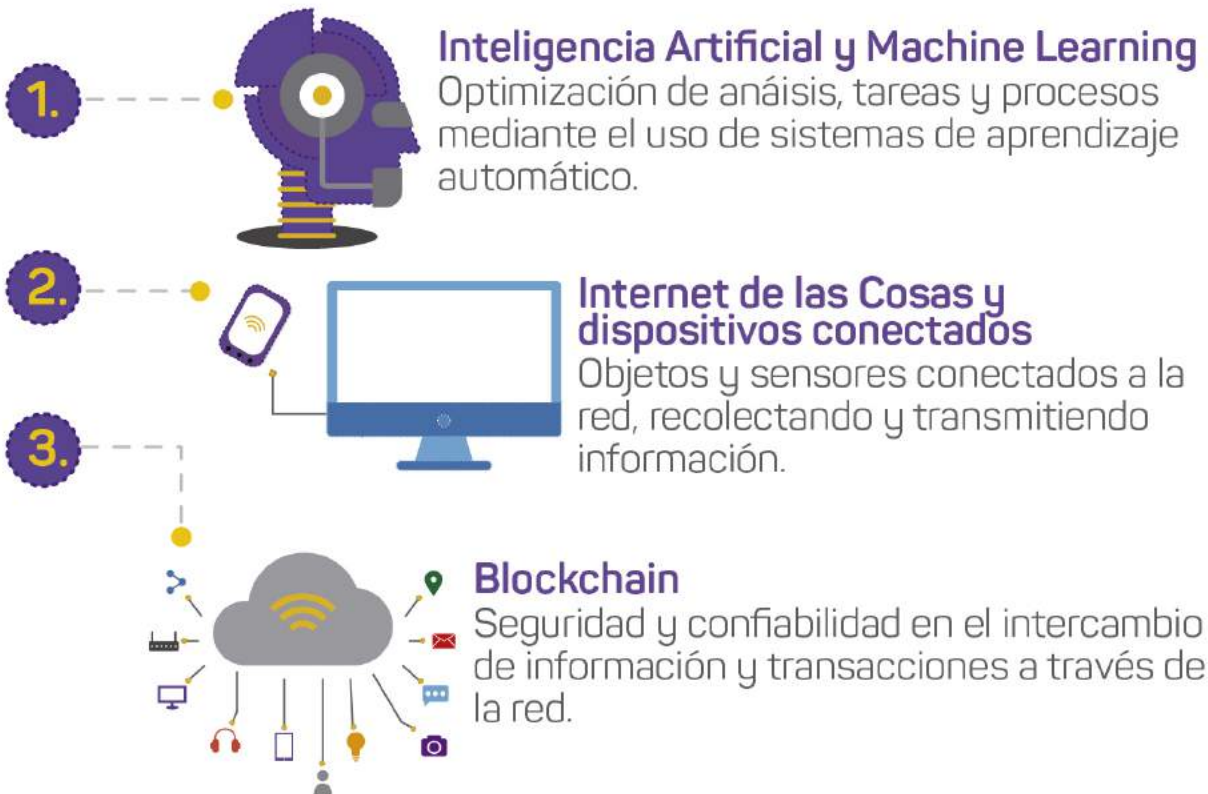 1.
Inteligencia Artificial y Machine Learning
Optimización de anáisis, tareas y procesos
mediante el uso de sistemas de aprendizaje
automático.
2.
Internet de las Cosas y
dispositivos conectados
Objetos y sensores conectados a la
red, recolectando y transmitiendo
información.
3.
Blockchain
Seguridad y confiabilidad en el intercambio
de información y transacciones a través de
la red.